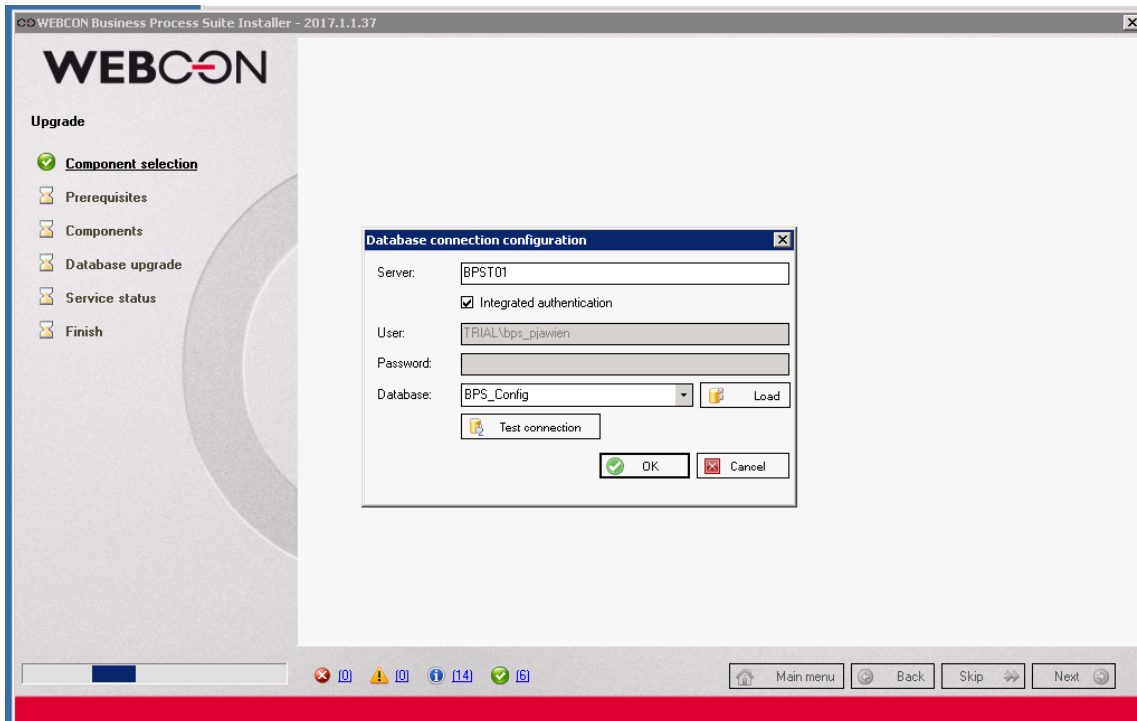 WEBCON Business Process Suite Installer - 2017.1.1.37
WEBCON
Upgrade
Component selection
Prerequisites
Components
Database upgrade
Service status
Finish
Database connection configuration
Server: BPST01
Integrated authentication
User: TRIAL\bps_pjawien
Password:
Database: BPS_Config Load
Test connection
OK Cancel
(0) (0) (14) (6) Main menu Back Skip Next